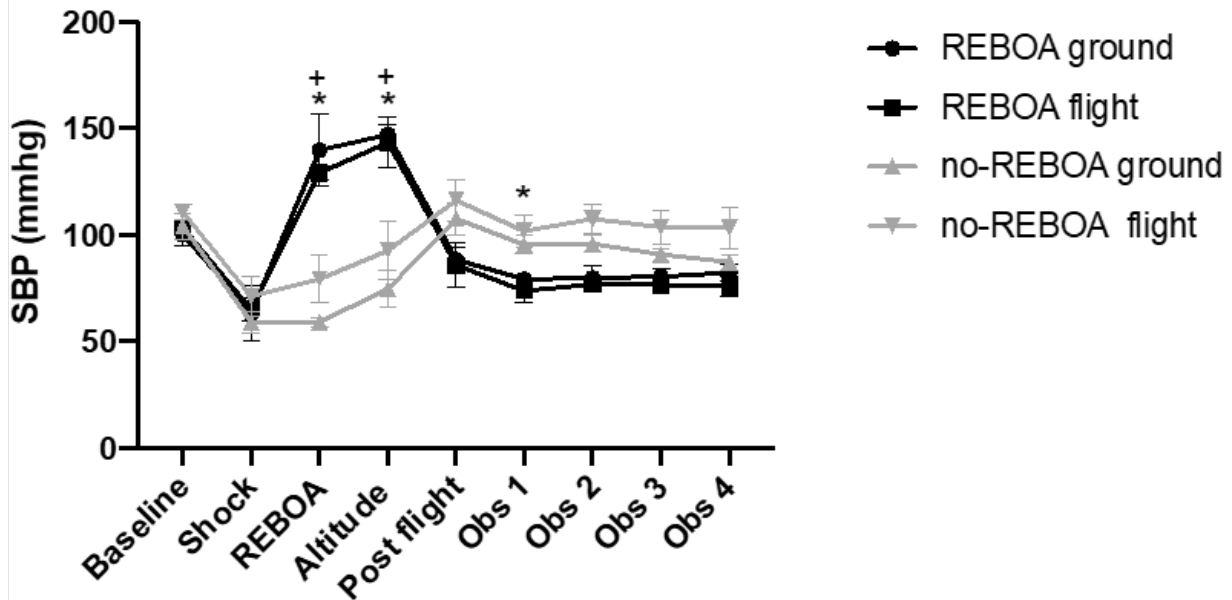 200
150
100
50
0
SBP (mmhg)
+
*
+
*
*
Baseline
Shock
REBOA
Altitude
Post flight
Obs 1
Obs 2
Obs 3
Obs 4
REBOA ground
REBOA flight
no-REBOA ground
no-REBOA flight